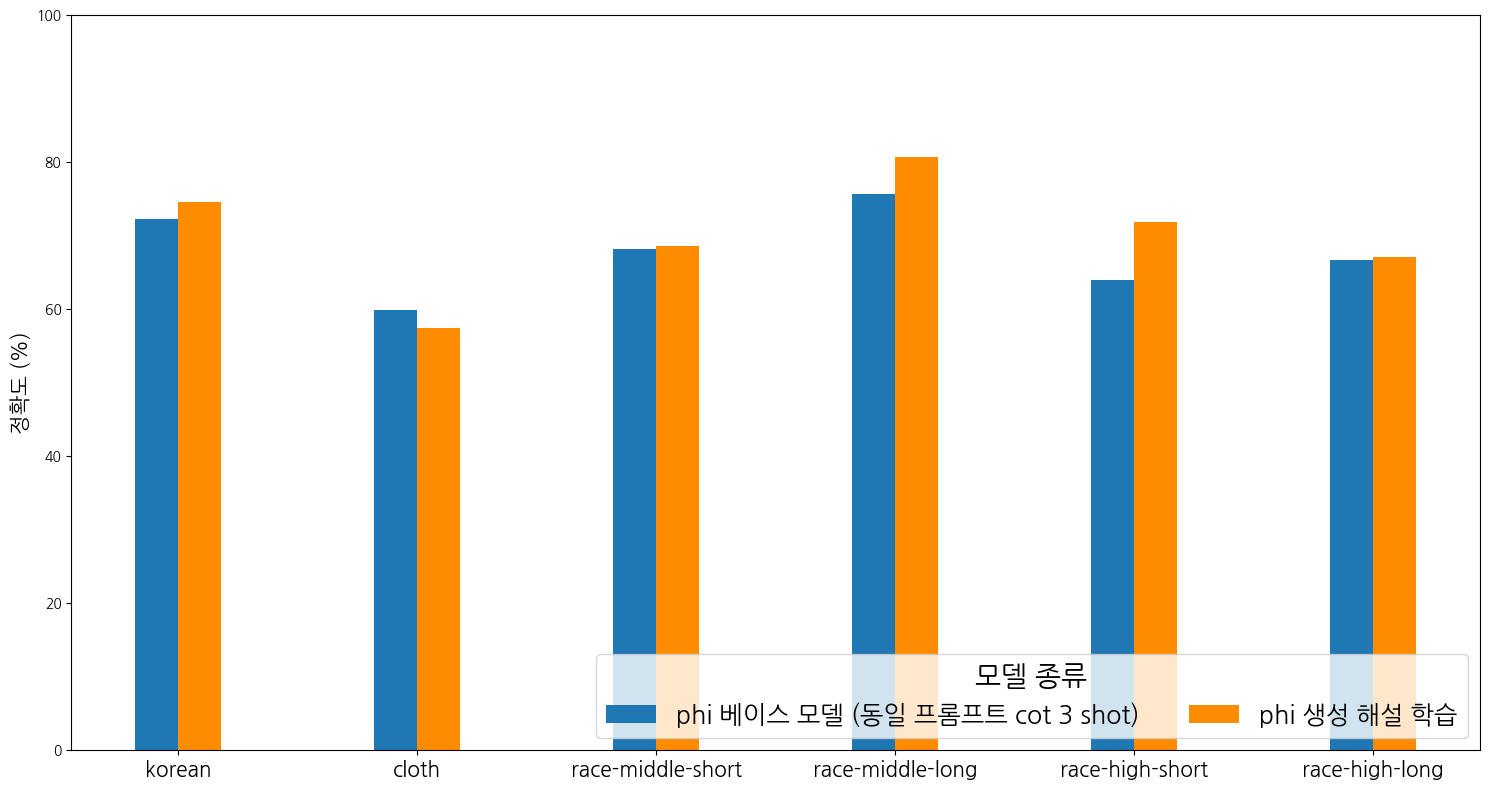 100
80
60
40
20
0
정확도 (%)
korean
cloth
race-middle-short
race-middle-long
race-high-short
race-high-long
모델 종류
phi 베이스 모델 (동일 프롬프트 cot 3 shot)
phi 생성 해설 학습